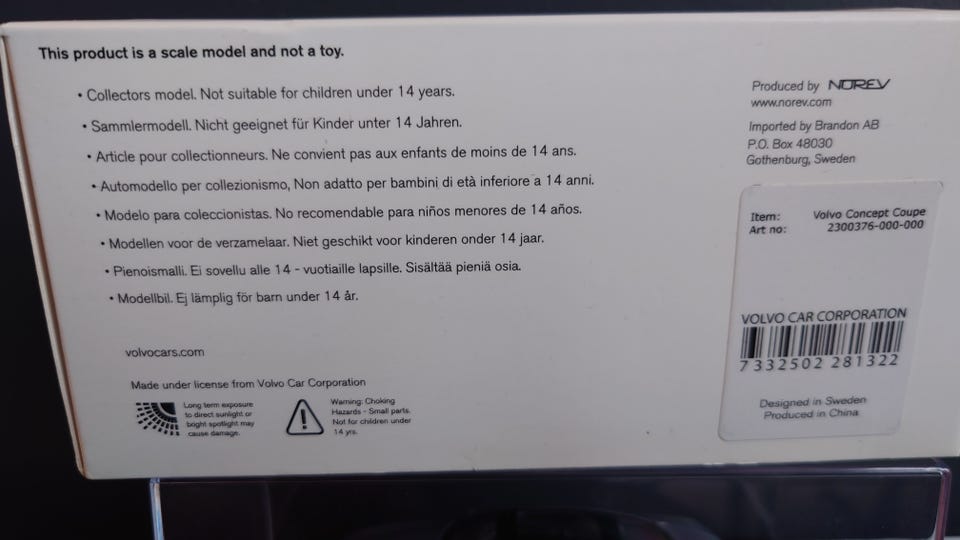 This product is a scale model and not a toy.
• Collectors model. Not suitable for children under 14 years.
• Sammlermodell. Nicht geeignet für Kinder unter 14 Jahren.
• Article pour collectionneurs. Ne convient pas aux enfants de moins de 14 ans.
• Automodello per collezionismo, Non adatto per bambini di età inferiore a 14 anni.
• Modelo para coleccionistas. No recomendable para niños menores de 14 años.
• Modellen voor de verzamelaar. Niet geschikt voor kinderen onder 14 jaar.
• Pienoismalli. Ei sovellu alle 14 - vuotiaille lapsille. Sisältää pieniä osia.
• Modellbil. Ej lämplig för barn under 14 år.
volvocars.com
Made under license from Volvo Car Corporation
Long term exposure
to direct sunlight or
bright spotlight may
cause damage.
Warning: Choking
Hazards - Small parts.
Not for children under
14 yrs.
Produced by NOREV
www.norev.com
Imported by Brandon AB
P.O. Box 48030
Gothenburg, Sweden
Item: Volvo Concept Coupe
Art no: 2300376-000-000
VOLVO CAR CORPORATION
7 332502 281322
Designed in Sweden
Produced in China